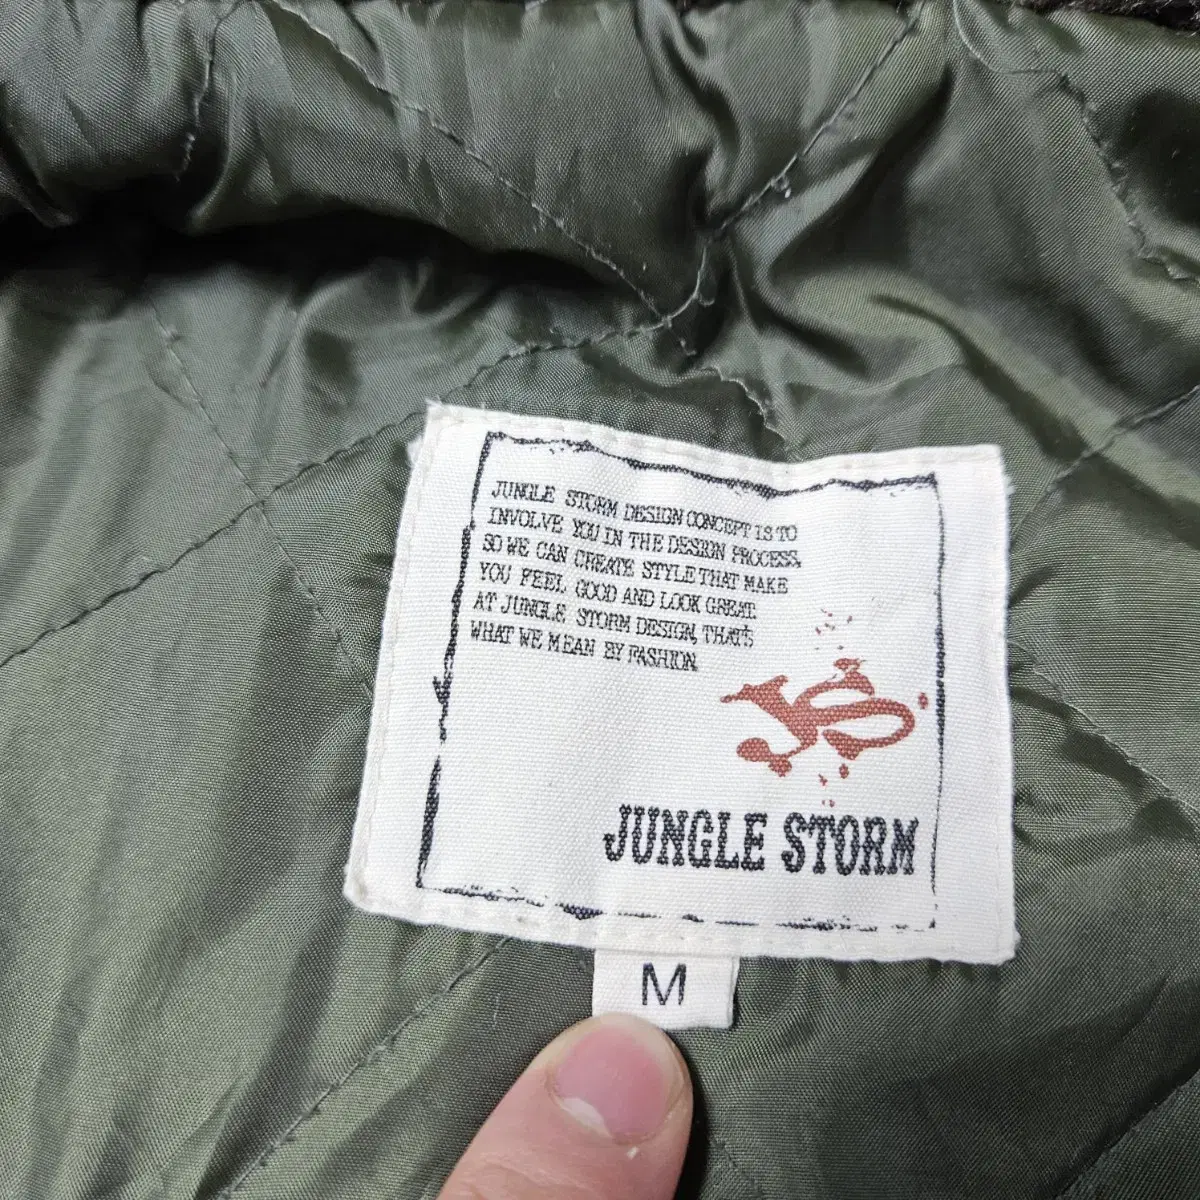 JUNGLE STORM DESIGN CONCEPT IS TO
INVOLVE YOU IN THE DESIGN PROCESS,
SO WE CAN CREATE STYLE THAT MAKE
YOU FEEL GOOD AND LOOK GREAT.
AT JUNGLE STORM DESIGN, THAT'S
WHAT WE MEAN BY FASHION.
JS
JUNGLE STORM
M